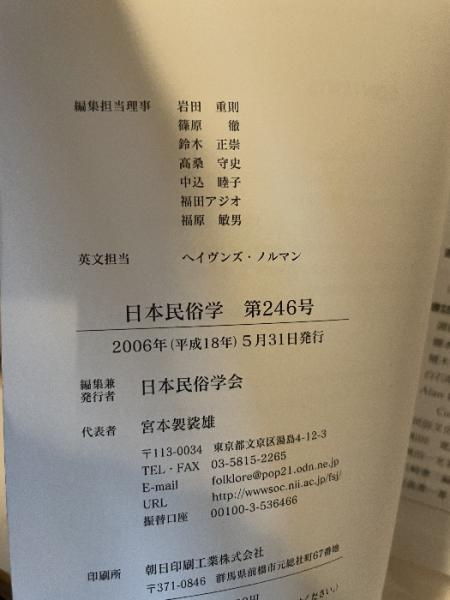 編集担当理事 岩田 重則
篠原 徹
鈴木 正崇
髙桑 守史
中込 睦子
福田アジオ
福原 敏男
英文担当 ヘイヴンズ・ノルマン
日本民俗学 第246号
2006年(平成18年)5月31日発行
編集兼発行者 日本民俗学会
代表者 宮本袈裟雄
〒113-0034 東京都文京区湯島4-12-3
TEL・FAX 03-5815-2265
E-mail folklore@pop21.odn.ne.jp
URL http://wwwsoc.nii.ac.jp/fsj/
振替口座 00100-3-536466
印刷所 朝日印刷工業株式会社
〒371-0846 群馬県前橋市元総社町67番地
ください。)